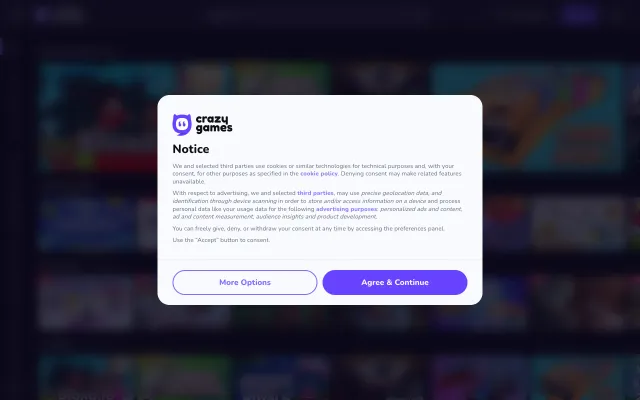 crazy
games
Notice
We and selected third parties use cookies or similar technologies for technical purposes and, with your
consent, for other purposes as specified in the cookie policy. Denying consent may make related features
unavailable.
With respect to advertising, we and selected third parties, may use precise geolocation data, and
identification through device scanning in order to store and/or access information on a device and process
personal data like your usage data for the following advertising purposes: personalized ads and content,
ad and content measurement, audience insights and product development.
You can freely give, deny, or withdraw your consent at any time by accessing the preferences panel.
Use the "Accept" button to consent.
More Options
Agree & Continue